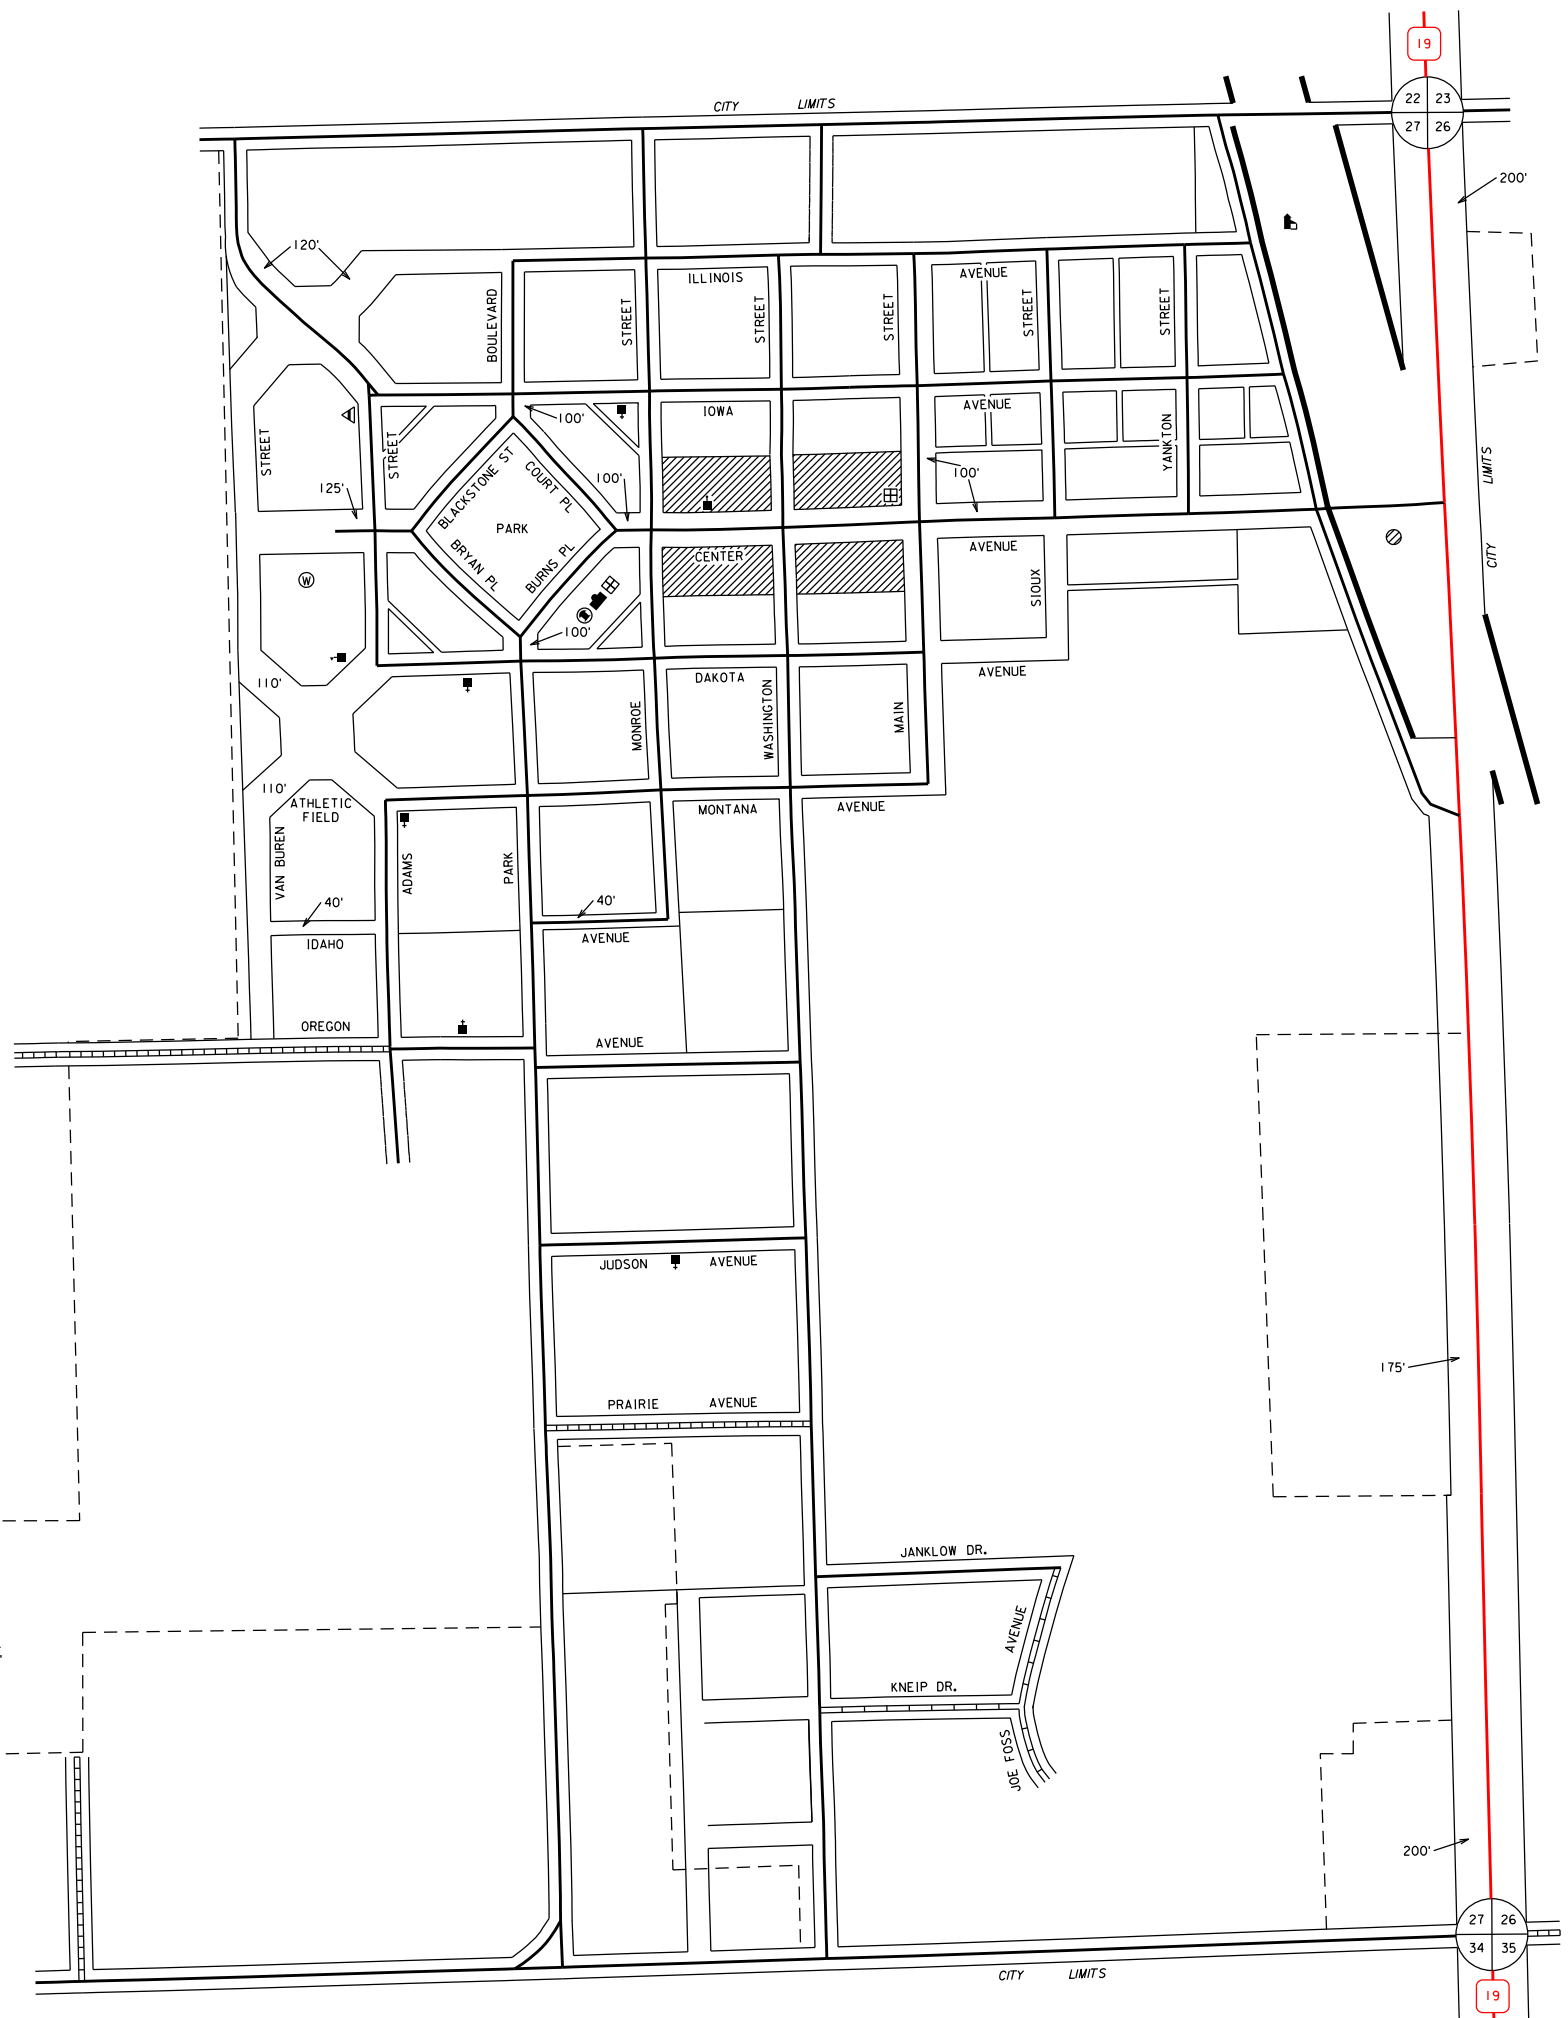 19
CITY LIMITS
22 23
27 26
200'
120'
ILLINOIS AVENUE
BOULEVARD
STREET
STREET
STREET
STREET
STREET
IOWA AVENUE
100'
STREET
STREET
BLACKSTONE ST
COURT PL
PARK
BRYAN PL
BURNS PL
125'
100'
100'
YANKTON
CITY LIMITS
W
CENTER AVENUE
SIOUX
100'
110'
DAKOTA AVENUE
MONROE
WASHINGTON
MAIN
110'
ATHLETIC
FIELD
MONTANA AVENUE
VAN BUREN
ADAMS
PARK
40'
40'
IDAHO AVENUE
OREGON AVENUE
JUDSON AVENUE
175'
PRAIRIE AVENUE
JANKLOW DR.
AVENUE
KNEIP DR.
JOE FOSS
200'
27 26
34 35
CITY LIMITS
19